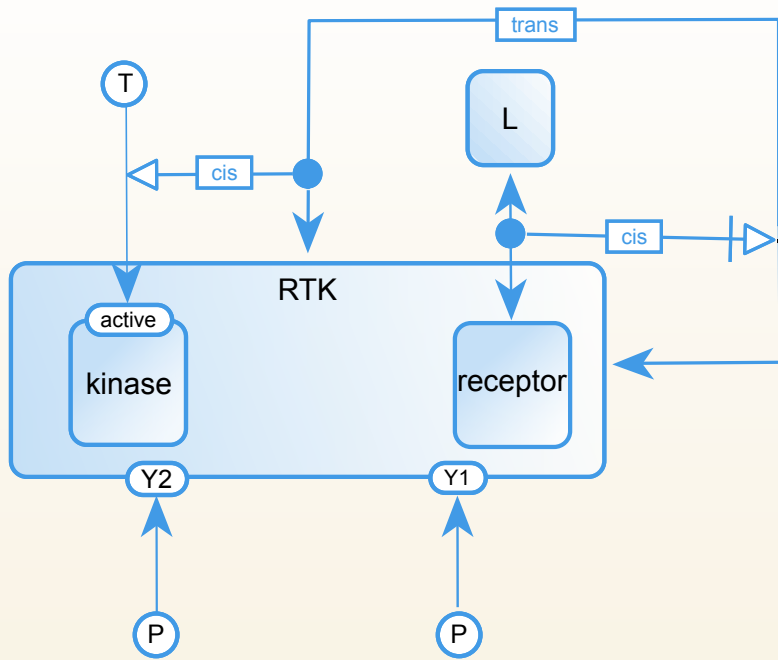 trans
T
L
cis
cis
RTK
active
kinase
receptor
Y2
Y1
P
P